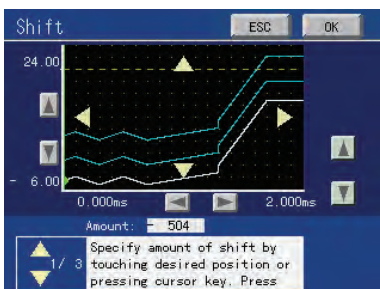 Shift ESC OK
24.00
- 6.00
0.000ms 2.000ms
Amount: - 504
1/ 3
Specify amount of shift by
touching desired position or
pressing cursor key. Press